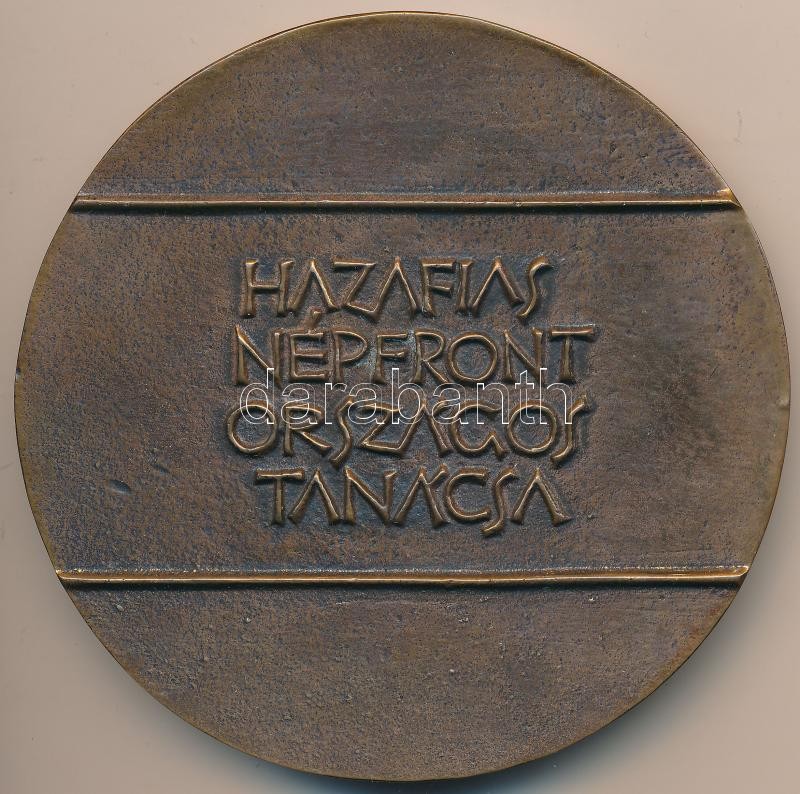 HAZAFIAS
NÉPFRONT
darabanth
ORSZÁGOS
TANÁCSA